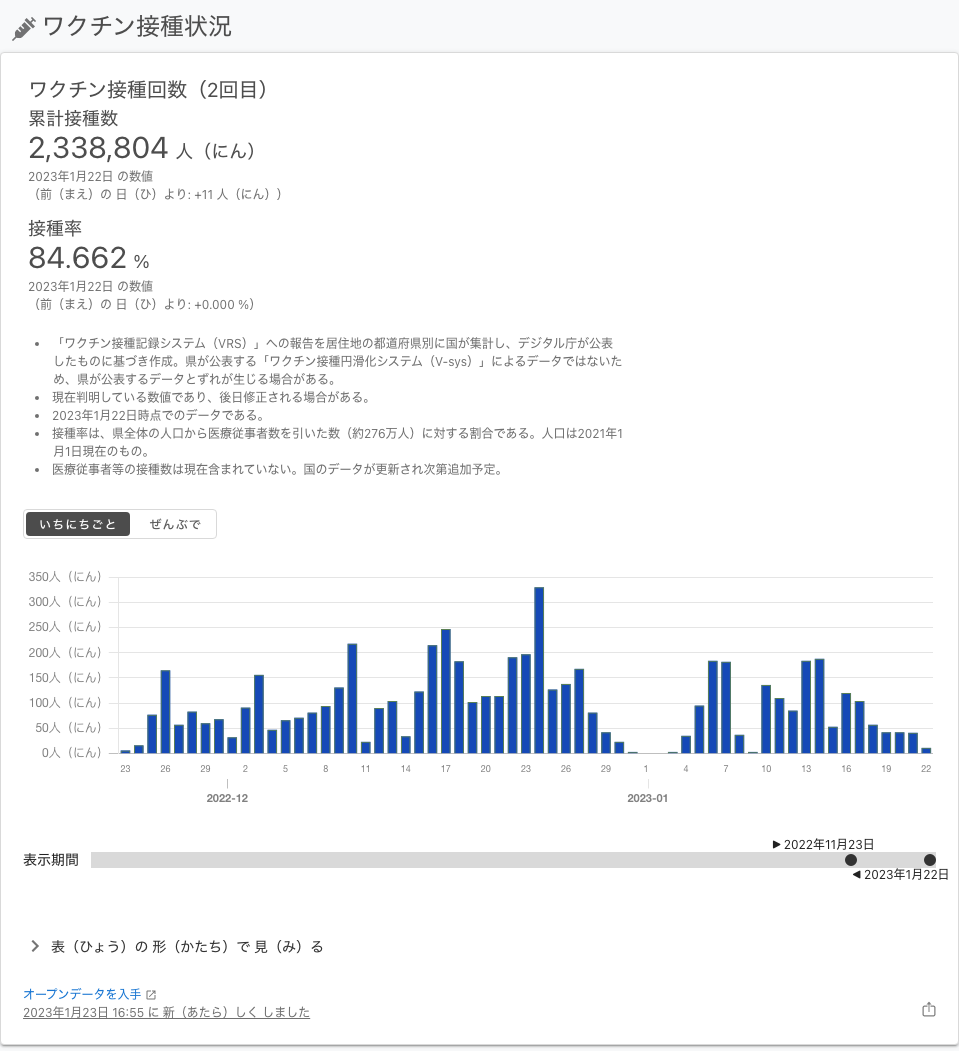 ワクチン接種状況
ワクチン接種回数（2回目）
累計接種数
2,338,804 人（にん）
2023年1月22日 の数値
（前（まえ）の 日（ひ）より: +11 人（にん））
接種率
84.662 %
2023年1月22日 の数値
（前（まえ）の 日（ひ）より: +0.000 %）
• 「ワクチン接種記録システム（VRS）」への報告を居住地の都道府県別に国が集計し、デジタル庁が公表
したものに基づき作成。県が公表する「ワクチン接種円滑化システム（V-sys）」によるデータではないた
め、県が公表するデータとずれが生じる場合がある。
• 現在判明している数値であり、後日修正される場合がある。
• 2023年1月22日時点でのデータである。
• 接種率は、県全体の人口から医療従事者数を引いた数（約276万人）に対する割合である。人口は2021年1
月1日現在のもの。
• 医療従事者等の接種数は現在含まれていない。国のデータが更新され次第追加予定。
いちにちごと ぜんぶで
350人（にん）
300人（にん）
250人（にん）
200人（にん）
150人（にん）
100人（にん）
50人（にん）
0人（にん）
23 26 29 2 5 8 11 14 17 20 23 26 29 1 4 7 10 13 16 19 22
2022-12 2023-01
▶ 2022年11月23日
表示期間
◀ 2023年1月22日
表（ひょう）の 形（かたち）で 見（み）る
オープンデータを入手
2023年1月23日 16:55 に 新（あたら）しく しました